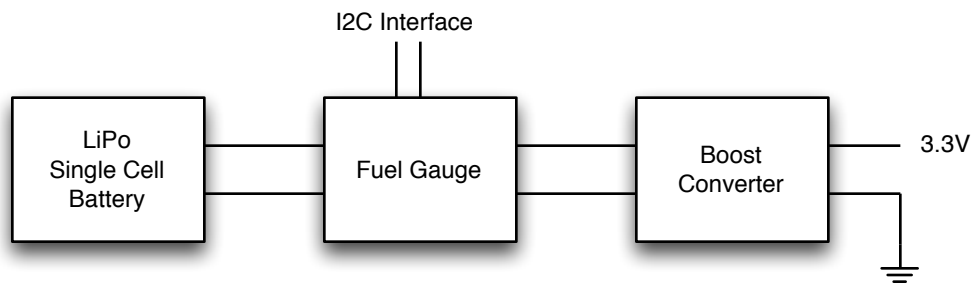 I2C Interface
LiPo
Single Cell
Battery
Fuel Gauge
Boost
Converter
3.3V